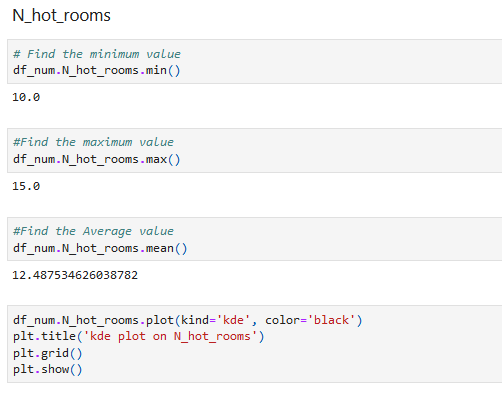 N_hot_rooms
# Find the minimum value
df_num.N_hot_rooms.min()
10.0
#Find the maximum value
df_num.N_hot_rooms.max()
15.0
#Find the Average value
df_num.N_hot_rooms.mean()
12.487534626038782
df_num.N_hot_rooms.plot(kind='kde', color='black')
plt.title('kde plot on N_hot_rooms')
plt.grid()
plt.show()